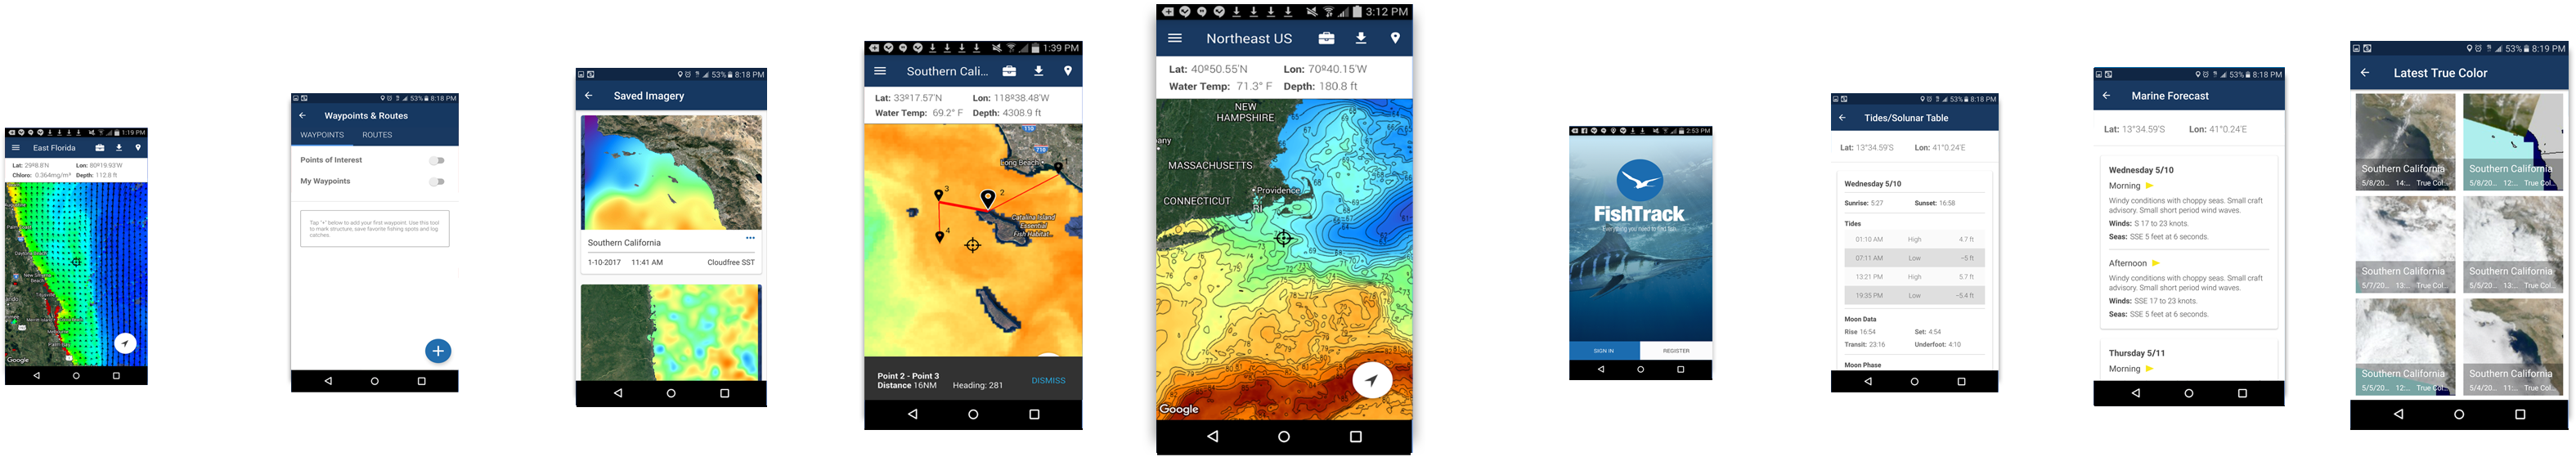 1:19 PM
East Florida
Lat: 29º8.8'N Lon: 80º19.93'W
Chloro: 0.364mg/m³ Depth: 112.8 ft
Google
53% 8:18 PM
Waypoints & Routes
WAYPOINTS ROUTES
Points of Interest
My Waypoints
Tap "+" below to add your first waypoint. Use this tool
to mark structure, save favorite fishing spots and log
catches.
53% 8:18 PM
Saved Imagery
Southern California
1-10-2017 11:41 AM Cloudfree SST
1:39 PM
Southern Cali...
Lat: 33º17.57'N Lon: 118º38.48'W
Water Temp: 69.2° F Depth: 4308.9 ft
110
710
Long Beach
1
3
2
4
Catalina Island
Essential
Fish Habitat...
Point 2 - Point 3
Distance 16NM Heading: 281 DISMISS
3:12 PM
Northeast US
Lat: 40º50.55'N Lon: 70º40.15'W
Water Temp: 71.3° F Depth: 180.8 ft
NEW
HAMPSHIRE
any
MASSACHUSETTS
Providence
CONNECTICUT
RI
Google
2:53 PM
FishTrack
Everything you need to find fish.
SIGN IN REGISTER
53% 8:18 PM
Tides/Solunar Table
Lat: 13°34.59'S Lon: 41°0.24'E
Wednesday 5/10
Sunrise: 5:27 Sunset: 16:58
Tides
01:10 AM High 4.7 ft
07:11 AM Low -5 ft
13:21 PM High 5.7 ft
19:35 PM Low -5.4 ft
Moon Data
Rise 16:54 Set: 4:54
Transit: 23:16 Underfoot: 4:10
Moon Phase
53% 8:18 PM
Marine Forecast
Lat: 13°34.59'S Lon: 41°0.24'E
Wednesday 5/10
Morning
Windy conditions with choppy seas. Small craft
advisory. Small short period wind waves.
Winds: S 17 to 23 knots.
Seas: SSE 5 feet at 6 seconds.
Afternoon
Windy conditions with choppy seas. Small craft
advisory. Small short period wind waves.
Winds: SSE 17 to 23 knots.
Seas: SSE 5 feet at 6 seconds.
Thursday 5/11
Morning
53% 8:19 PM
Latest True Color
Southern California Southern California
5/8/20... 14:... True Col... 5/8/20... 12:... True Col...
Southern California Southern California
5/7/20... 13:... True Col... 5/5/20... 13:... True Col...
Southern California Southern California
5/5/20... 12:... True Col... 5/4/20... 11:... True Col...